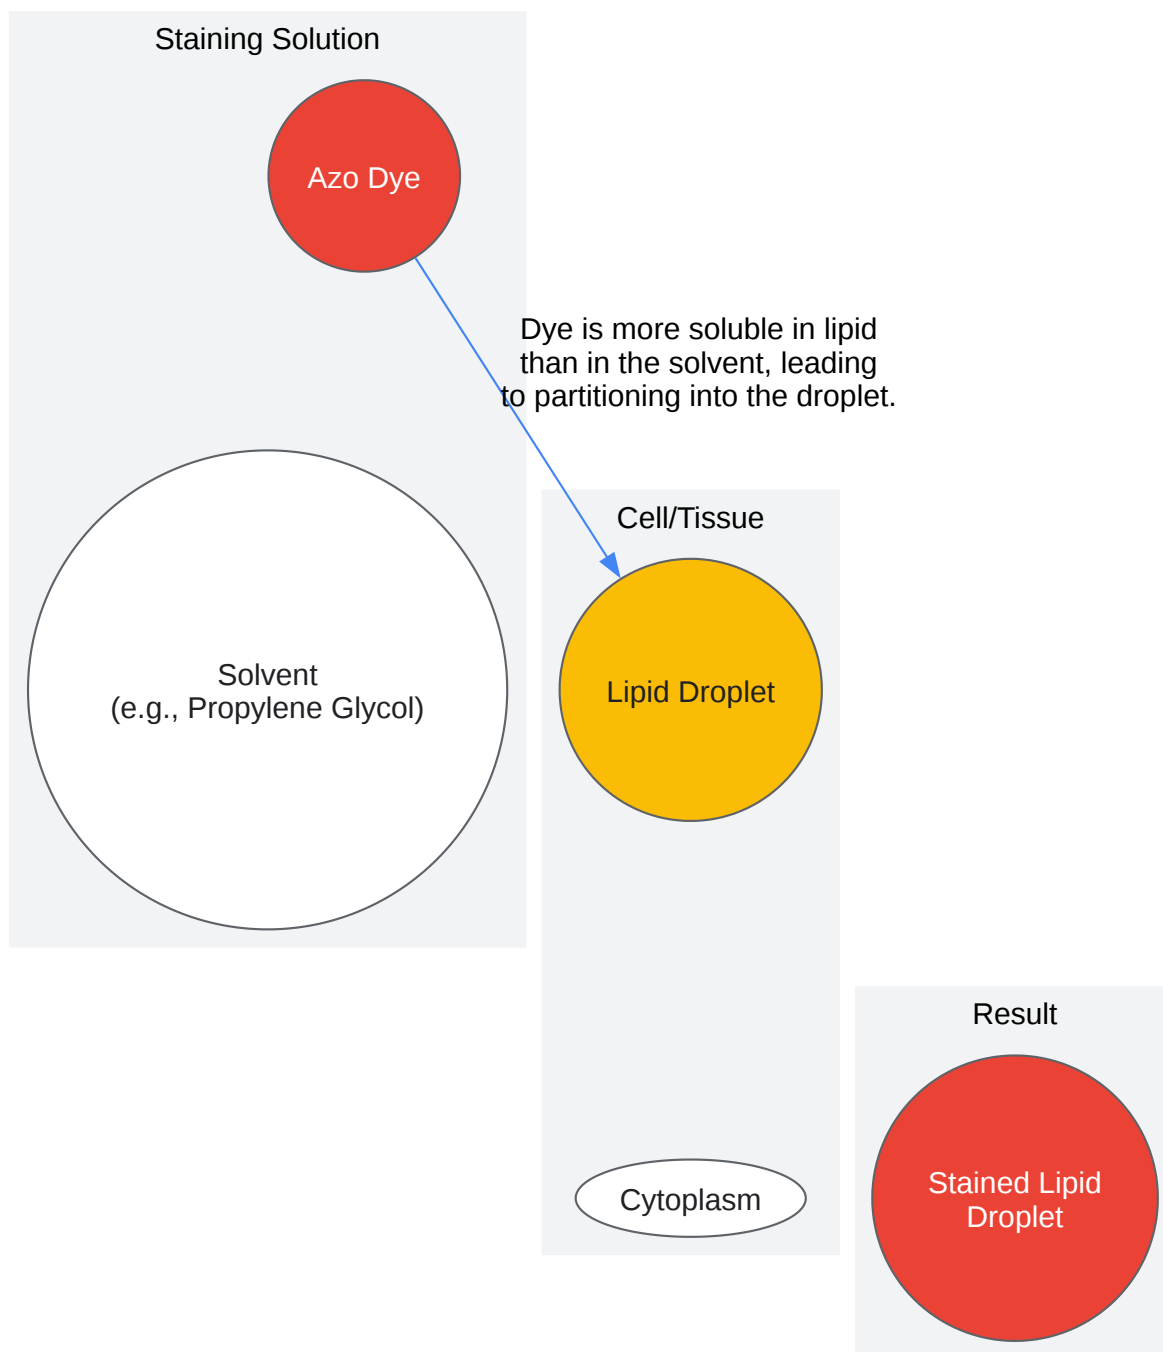 Staining Solution
Azo Dye
Dye is more soluble in lipid
than in the solvent, leading
to partitioning into the droplet.
Solvent
(e.g., Propylene Glycol)
Cell/Tissue
Lipid Droplet
Cytoplasm
Result
Stained Lipid
Droplet